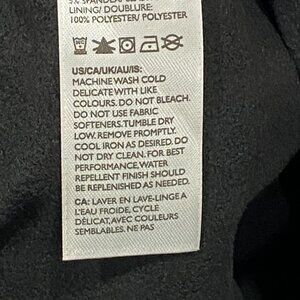 LINING/ DOUBLURE:
100% POLYESTER/ POLYESTER
US/CA/UK/AU/IS:
MACHINE WASH COLD
DELICATE WITH LIKE
COLOURS. DO NOT BLEACH.
DO NOT USE FABRIC
SOFTENERS. TUMBLE DRY
LOW. REMOVE PROMPTLY.
COOL IRON AS DESIRED. DO
NOT DRY CLEAN. FOR BEST
PERFORMANCE, WATER
REPELLENT FINISH SHOULD
BE REPLENISHED AS NEEDED.
CA: LAVER EN LAVE-LINGE A
L'EAU FROIDE, CYCLE
DÉLICAT, AVEC COULEURS
SEMBLABLES. NE PAS